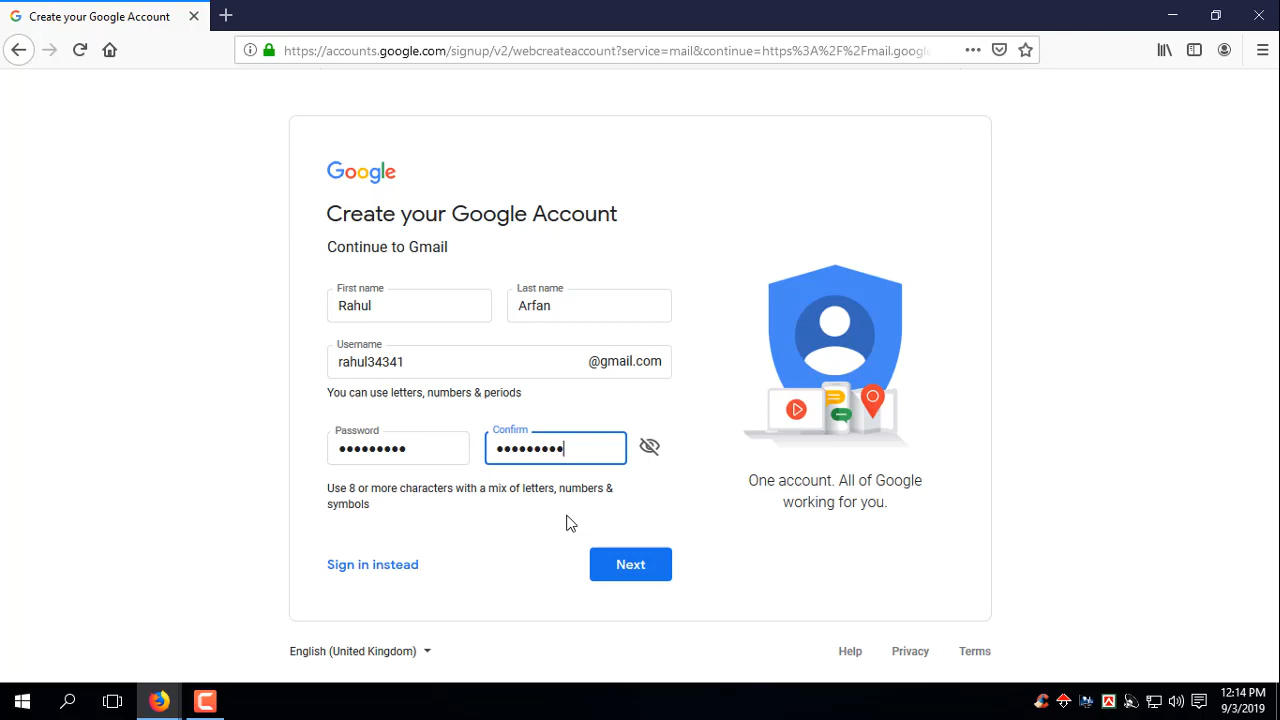 Create your Google Account
https://accounts.google.com/signup/v2/webcreateaccount?service=mail&continue=https%3A%2F%2Fmail.google
Google
Create your Google Account
Continue to Gmail
First name
Last name
Rahul
Arfan
Username
rahul34341
@gmail.com
You can use letters, numbers & periods
Password
Confirm
•••••••••
•••••••••
Use 8 or more characters with a mix of letters, numbers &
symbols
Sign in instead
Next
One account. All of Google
working for you.
English (United Kingdom)
Help
Privacy
Terms
12:14 PM
9/3/2019